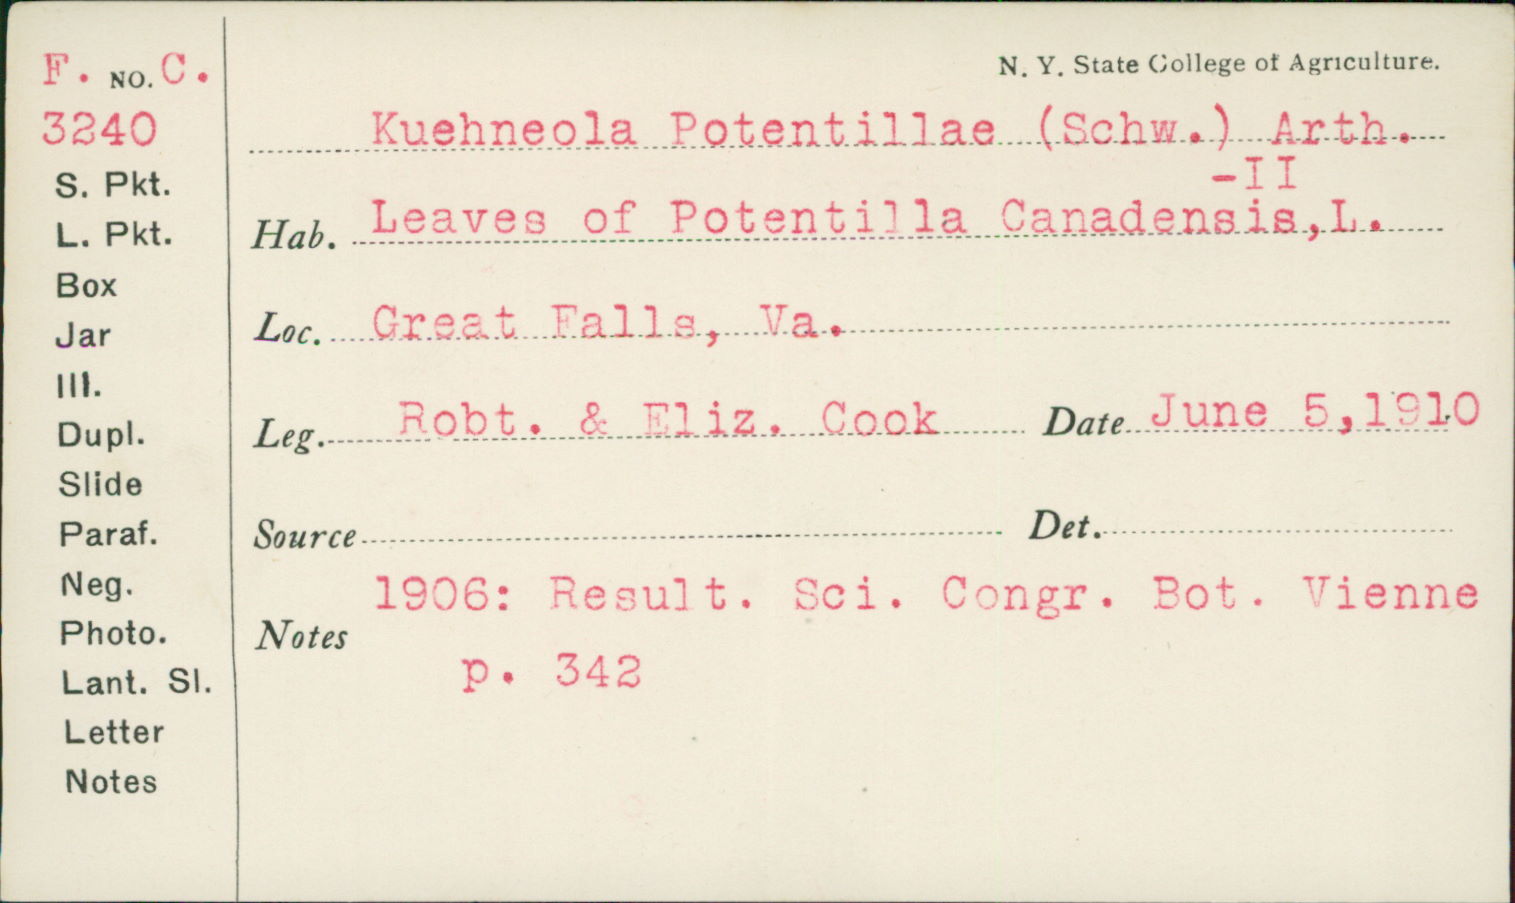 F. NO. C.
3240
S. Pkt.
L. Pkt.
Box
Jar
Ill.
Dupl.
Slide
Paraf.
Neg.
Photo.
Lant. Sl.
Letter
Notes
N. Y. State College of Agriculture.
Kuehneola Potentillae (Schw.) Arth.
-II
Hab. Leaves of Potentilla Canadensis,L.
Loc. Great Falls, Va.
Leg. Robt. & Eliz. Cook Date June 5,1910
Source Det.
1906: Result. Sci. Congr. Bot. Vienne
Notes
p. 342